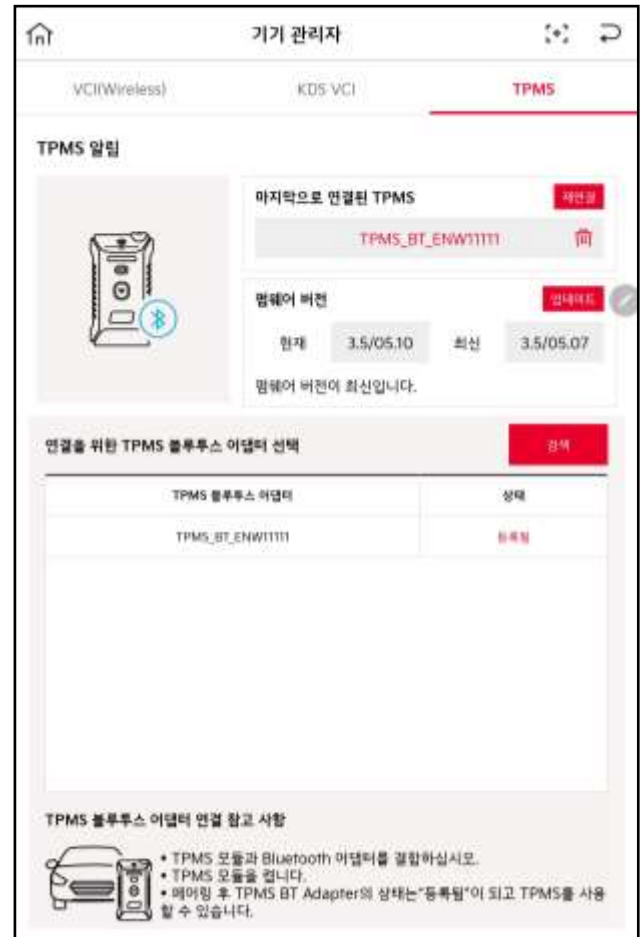 기기 관리자
VCI(Wireless)
KDS VCI
TPMS
TPMS 알림
마지막으로 연결된 TPMS
재연결
TPMS_BT_ENW11111
펌웨어 버전
업데이트
현재
3.5/05.10
최신
3.5/05.07
펌웨어 버전이 최신입니다.
연결을 위한 TPMS 블루투스 어댑터 선택
검색
TPMS 블루투스 어댑터
상태
TPMS_BT_ENW11111
등록됨
TPMS 블루투스 어댑터 연결 참고 사항
• TPMS 모듈과 Bluetooth 어댑터를 결합하십시오.
• TPMS 모듈을 켭니다.
• 페어링 후 TPMS BT Adapter의 상태는"등록됨"이 되고 TPMS를 사용
할 수 있습니다.